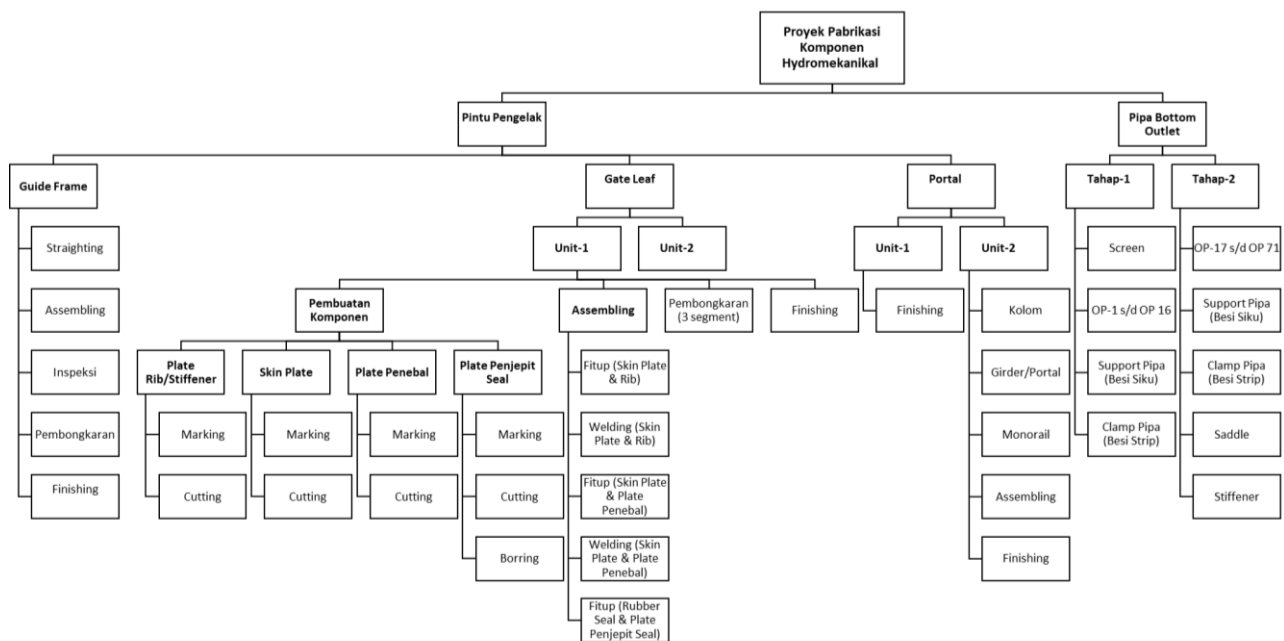 Proyek Pabrikasi
Komponen
Hydromekanikal
Pintu Pengelak
Pipa Bottom
Outlet
Guide Frame
Gate Leaf
Portal
Tahap-1
Tahap-2
Straighting
Unit-1
Unit-2
Unit-1
Unit-2
Screen
OP-17 s/d OP 71
Assembling
Pembuatan
Komponen
Assembling
Pembongkaran
(3 segment)
Finishing
Finishing
Kolom
OP-1 s/d OP 16
Support Pipa
(Besi Siku)
Inspeksi
Plate
Rib/Stiffener
Skin Plate
Plate Penebal
Plate Penjepit
Seal
Fitup (Skin Plate
& Rib)
Girder/Portal
Support Pipa
(Besi Siku)
Clamp Pipa
(Besi Strip)
Pembongkaran
Marking
Marking
Marking
Marking
Welding (Skin
Plate & Rib)
Monorail
Clamp Pipa
(Besi Strip)
Saddle
Finishing
Cutting
Cutting
Cutting
Cutting
Fitup (Skin Plate
& Plate
Penebal)
Assembling
Stiffener
Borring
Welding (Skin
Plate & Plate
Penebal)
Finishing
Fitup (Rubber
Seal & Plate
Penjepit Seal)